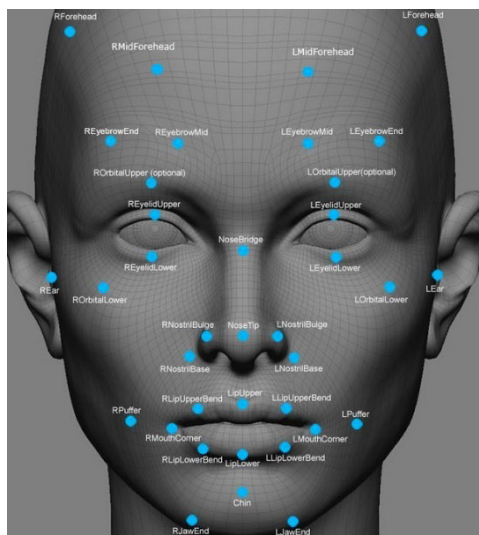 RForehead
LForehead
RMidForehead
LMidForehead
REyebrowEnd
REyebrowMid
LEyebrowMid
LEyebrowEnd
ROrbitalUpper (optional)
LOrbitalUpper(optional)
REyelidUpper
LEyelidUpper
NoseBridge
REyelidLower
LEyelidLower
REar
LEar
ROrbitalLower
LOrbitalLower
RNostrilBulge
NoseTip
LNostrilBulge
RNostrilBase
LNostrilBase
LipUpper
RLipUpperBend
LLipUpperBend
RPuffer
LPuffer
RMouthCorner
LMouthCorner
RLipLowerBend
LipLower
LLipLowerBend
Chin
RJawEnd
LJawEnd